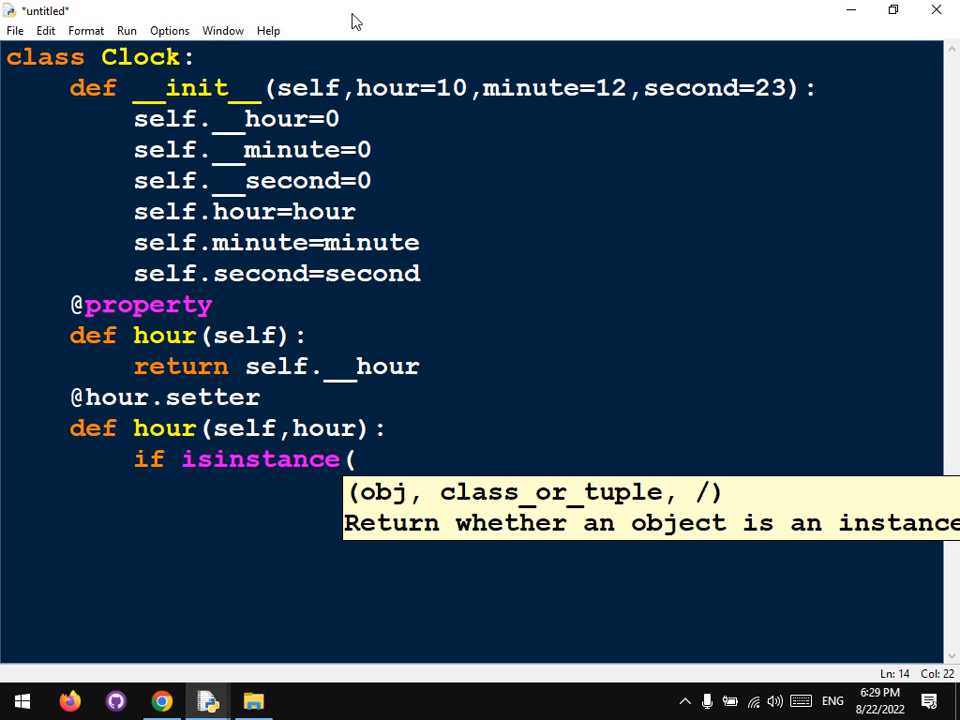 *untitled*
File Edit Format Run Options Window Help
class Clock:
    def __init__(self,hour=10,minute=12,second=23):
        self.__hour=0
        self.__minute=0
        self.__second=0
        self.hour=hour
        self.minute=minute
        self.second=second
    @property
    def hour(self):
        return self.__hour
    @hour.setter
    def hour(self,hour):
        if isinstance(
(obj, class_or_tuple, /)
Return whether an object is an instance
Ln: 14 Col: 22
ENG
6:29 PM
8/22/2022